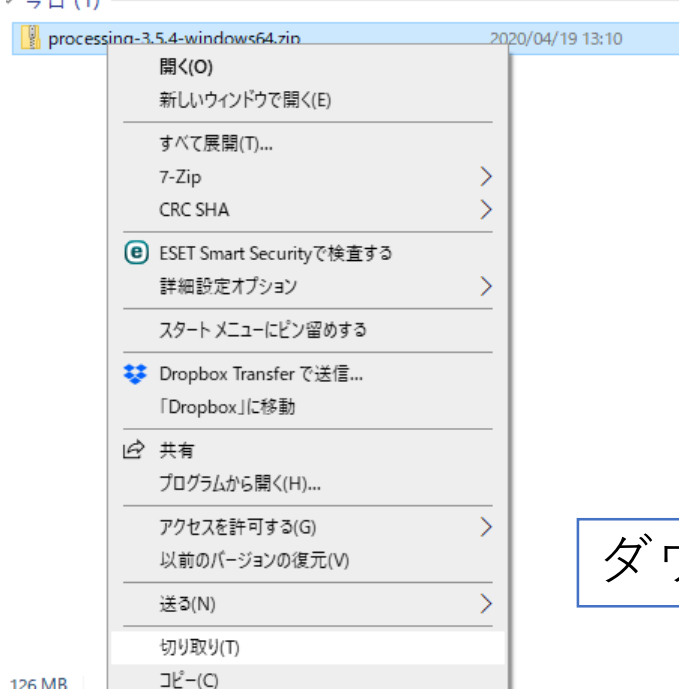 今日 (1)
processing-3.5.4-windows64.zip 2020/04/19 13:10
開く(O)
新しいウィンドウで開く(E)
すべて展開(T)...
7-Zip
CRC SHA
ESET Smart Securityで検査する
詳細設定オプション
スタート メニューにピン留めする
Dropbox Transfer で送信...
「Dropbox」に移動
共有
プログラムから開く(H)...
アクセスを許可する(G)
以前のバージョンの復元(V)
送る(N)
切り取り(T)
コピー(C)
126 MB
ダウ